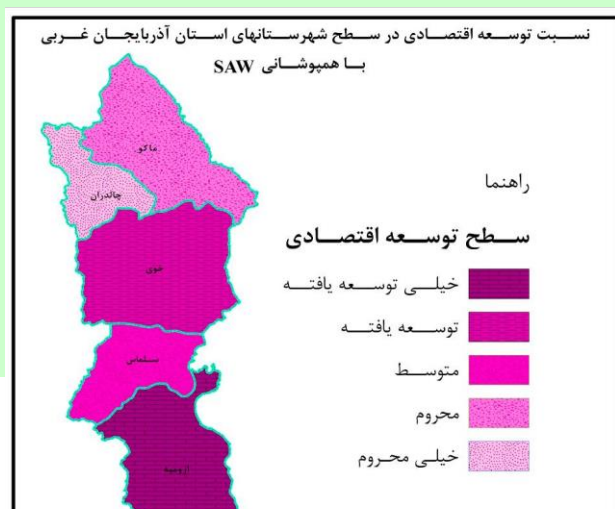 نسبت توسعه اقتصادی در سطح شهرستانهای استان آذربایجان غربی
با همپوشانی SAW
ماکو
چالدران
خوی
سلماس
ارومیه
راهنما
سطح توسعه اقتصادی
خیلی توسعه یافته
توسعه یافته
متوسط
محروم
خیلی محروم